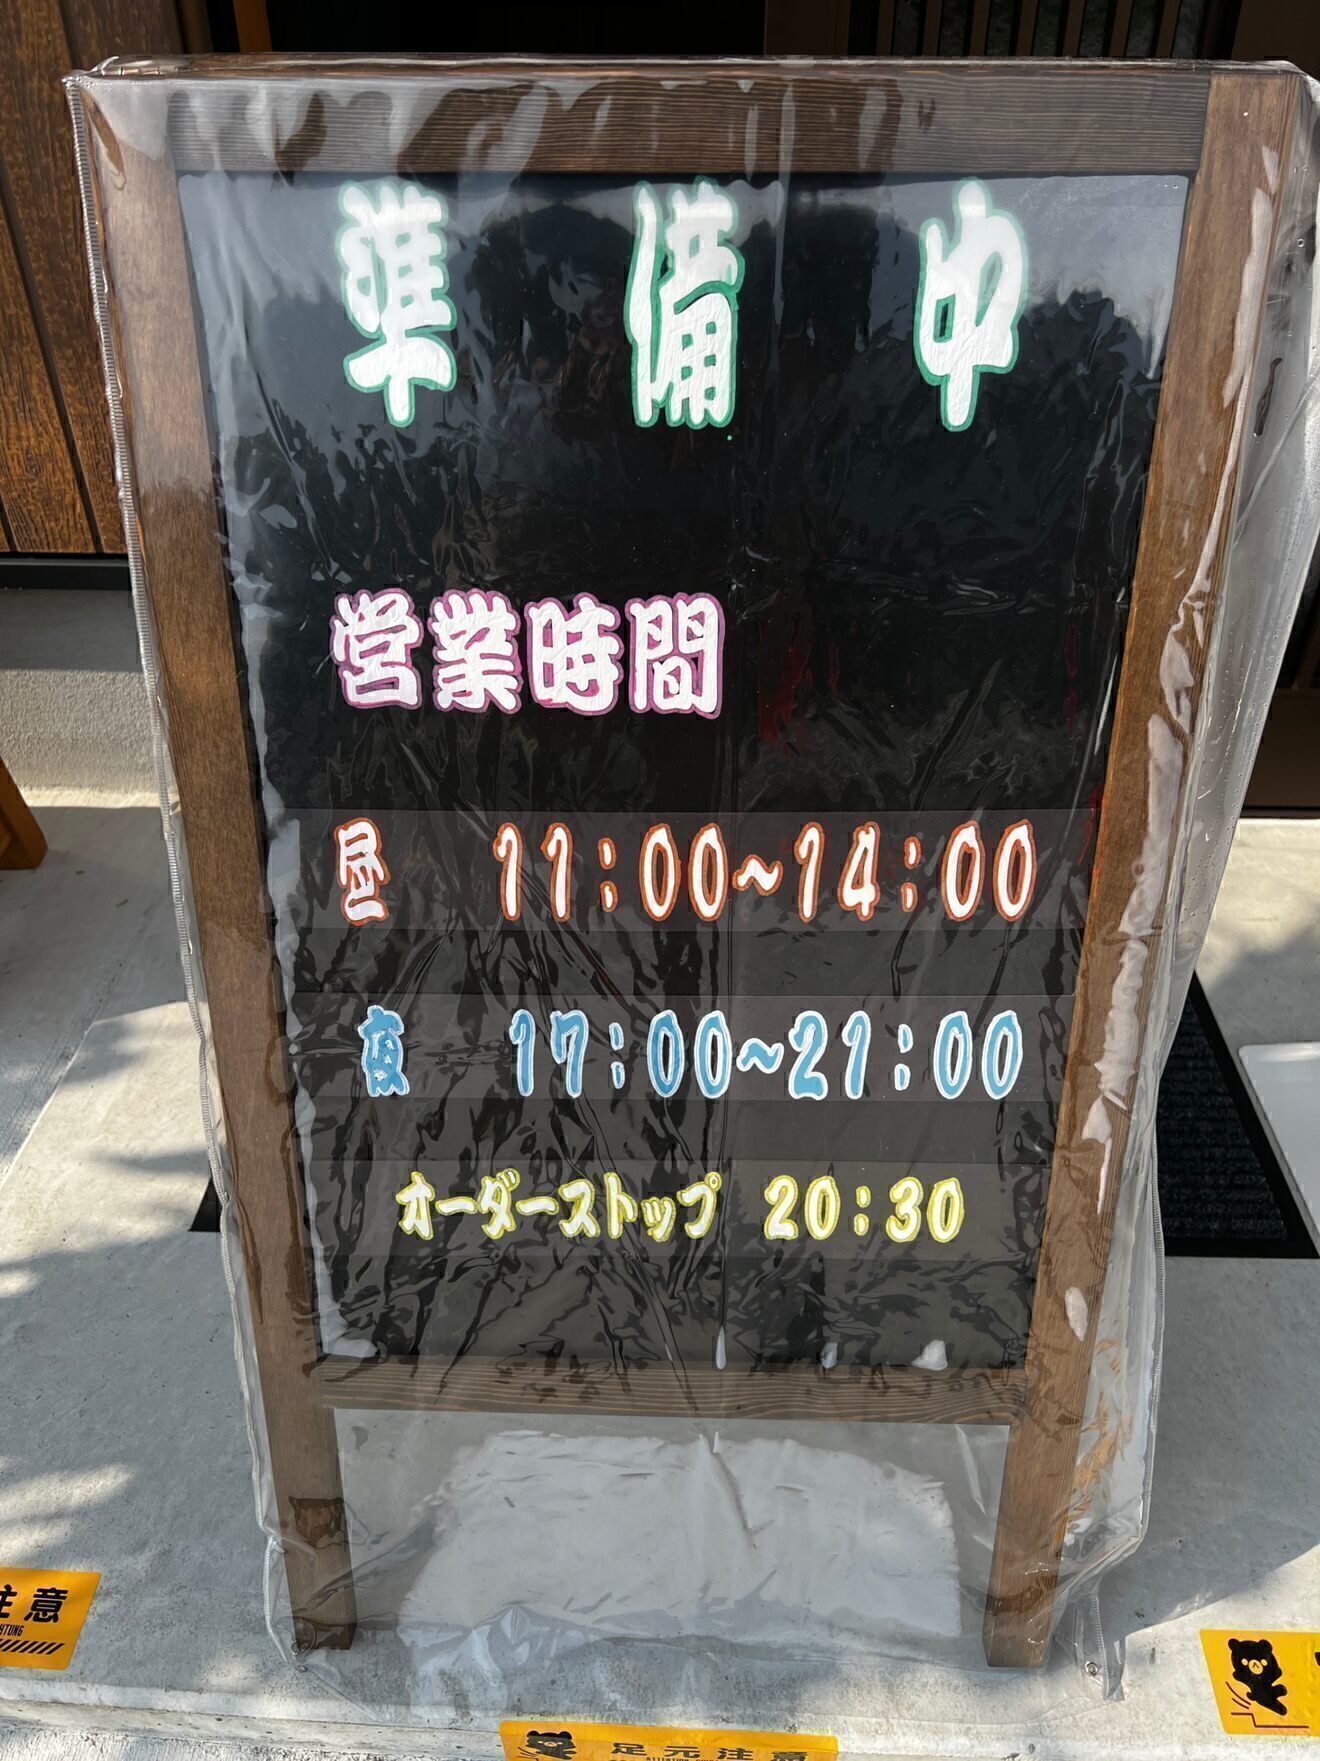 準備中
営業時間
昼 11:00~14:00
夜 17:00~21:00
オーダーストップ 20:30
注意
足元注意